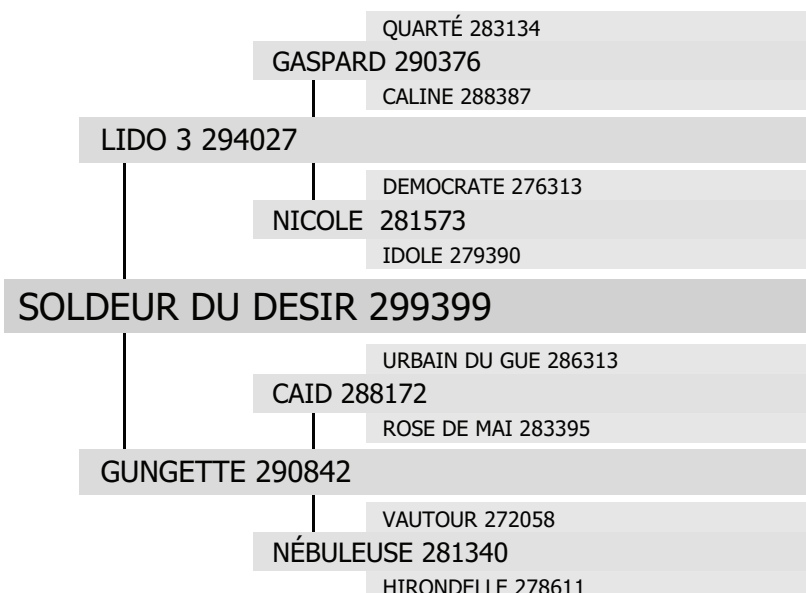 QUARTÉ 283134
GASPARD 290376
CALINE 288387
LIDO 3 294027
DEMOCRATE 276313
NICOLE 281573
IDOLE 279390
SOLDEUR DU DESIR 299399
URBAIN DU GUE 286313
CAID 288172
ROSE DE MAI 283395
GUNGETTE 290842
VAUTOUR 272058
NÉBULEUSE 281340
HIRONDELLE 278611